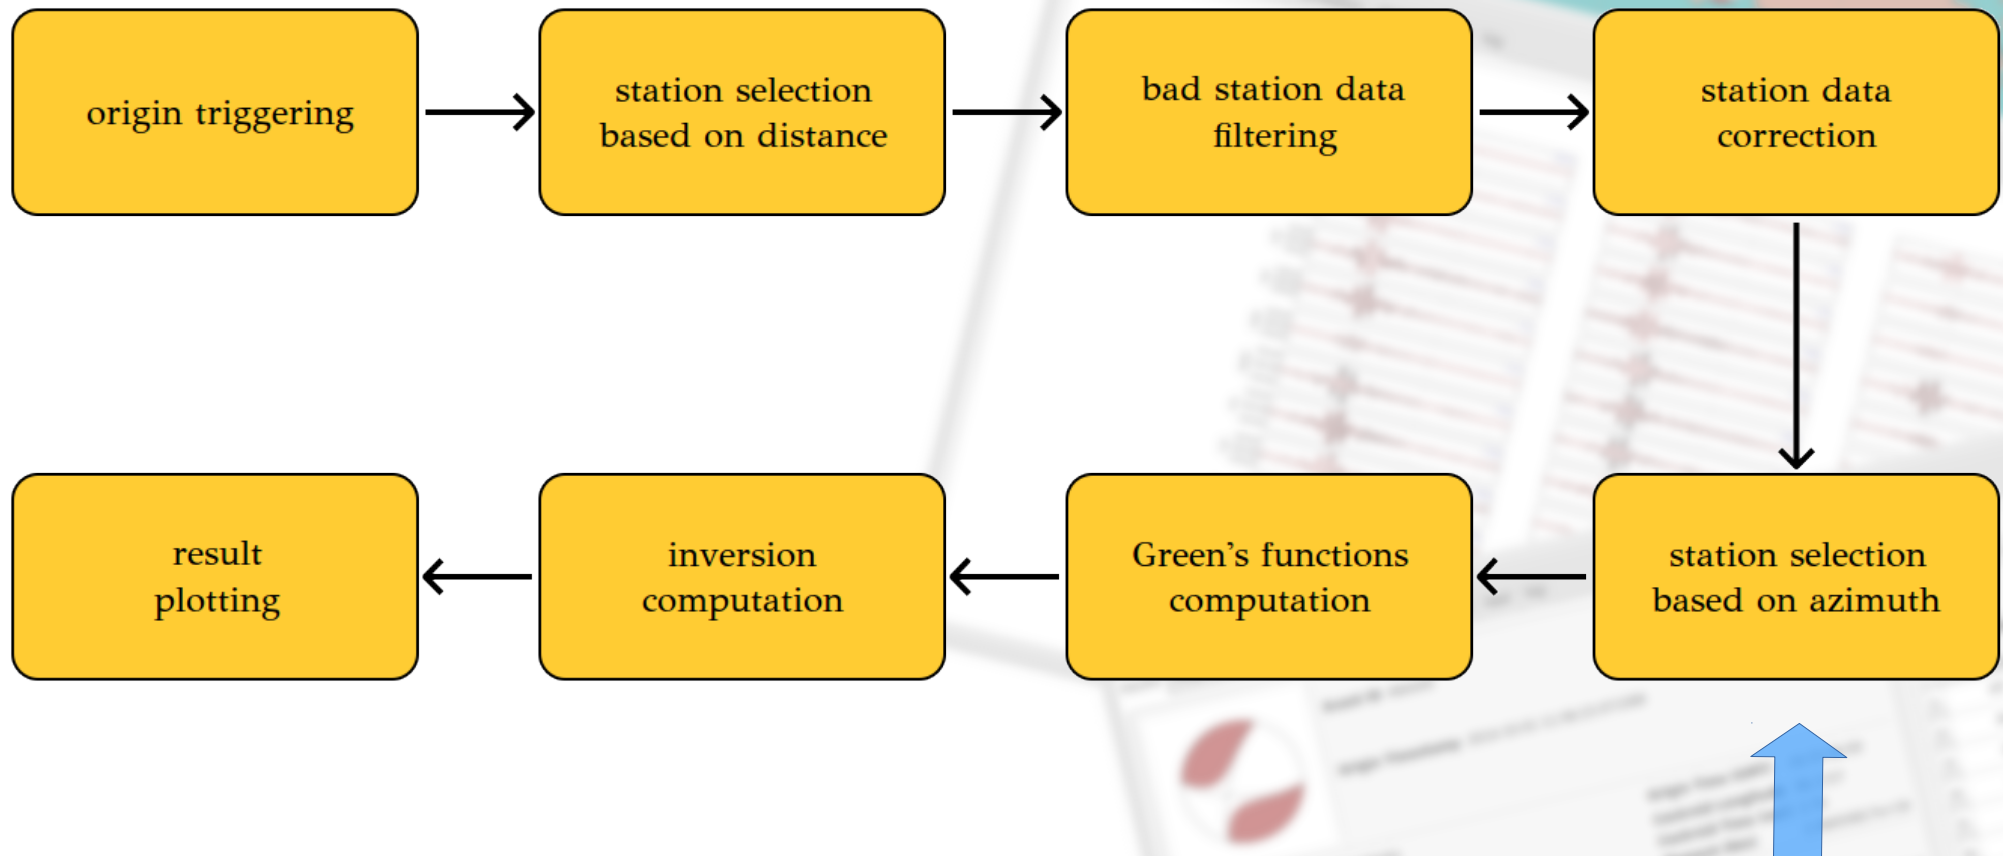 origin triggering
station selection
based on distance
bad station data
filtering
station data
correction
station selection
based on azimuth
Green's functions
computation
inversion
computation
result
plotting